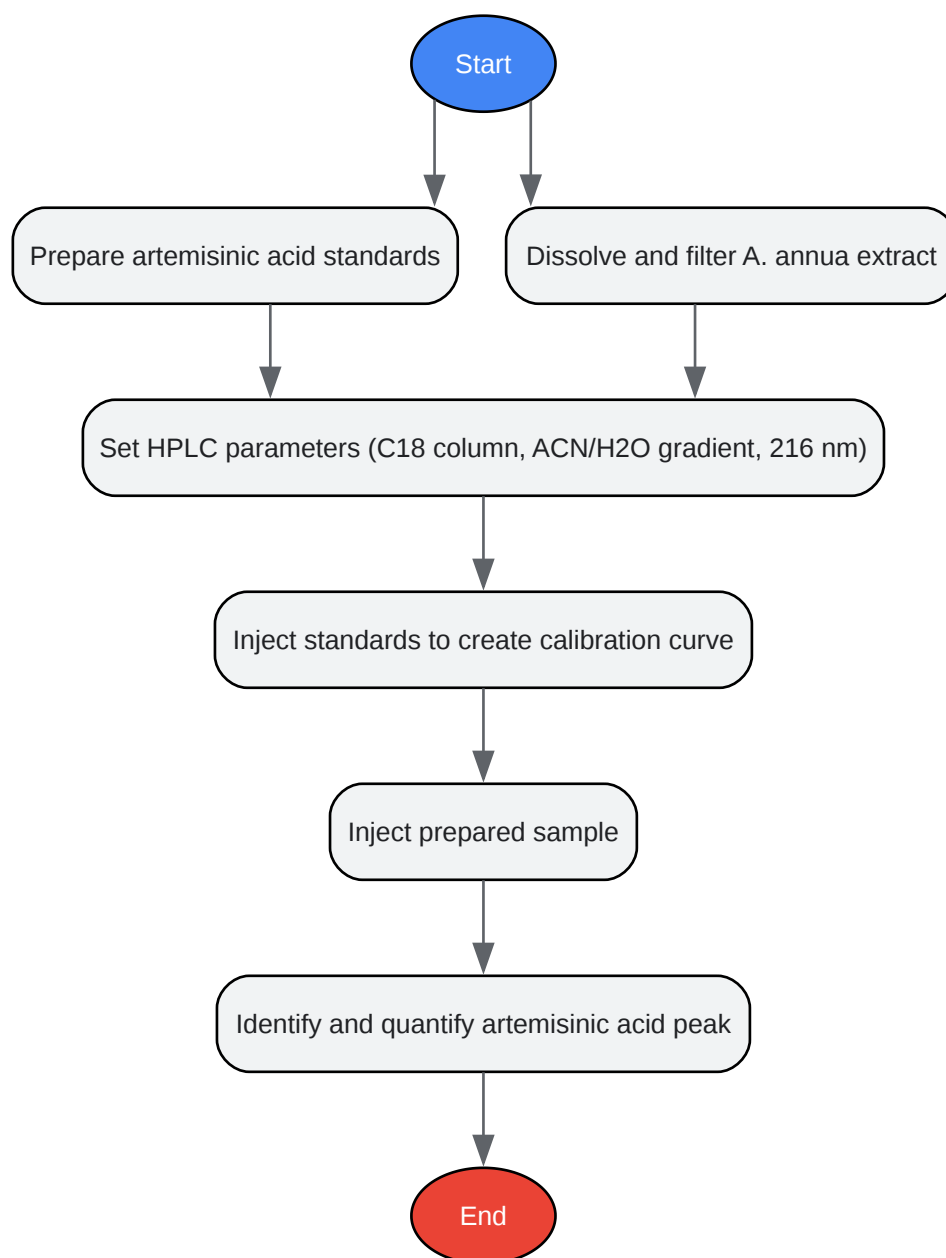 Start
Prepare artemisinic acid standards
Dissolve and filter A. annua extract
Set HPLC parameters (C18 column, ACN/H2O gradient, 216 nm)
Inject standards to create calibration curve
Inject prepared sample
Identify and quantify artemisinic acid peak
End